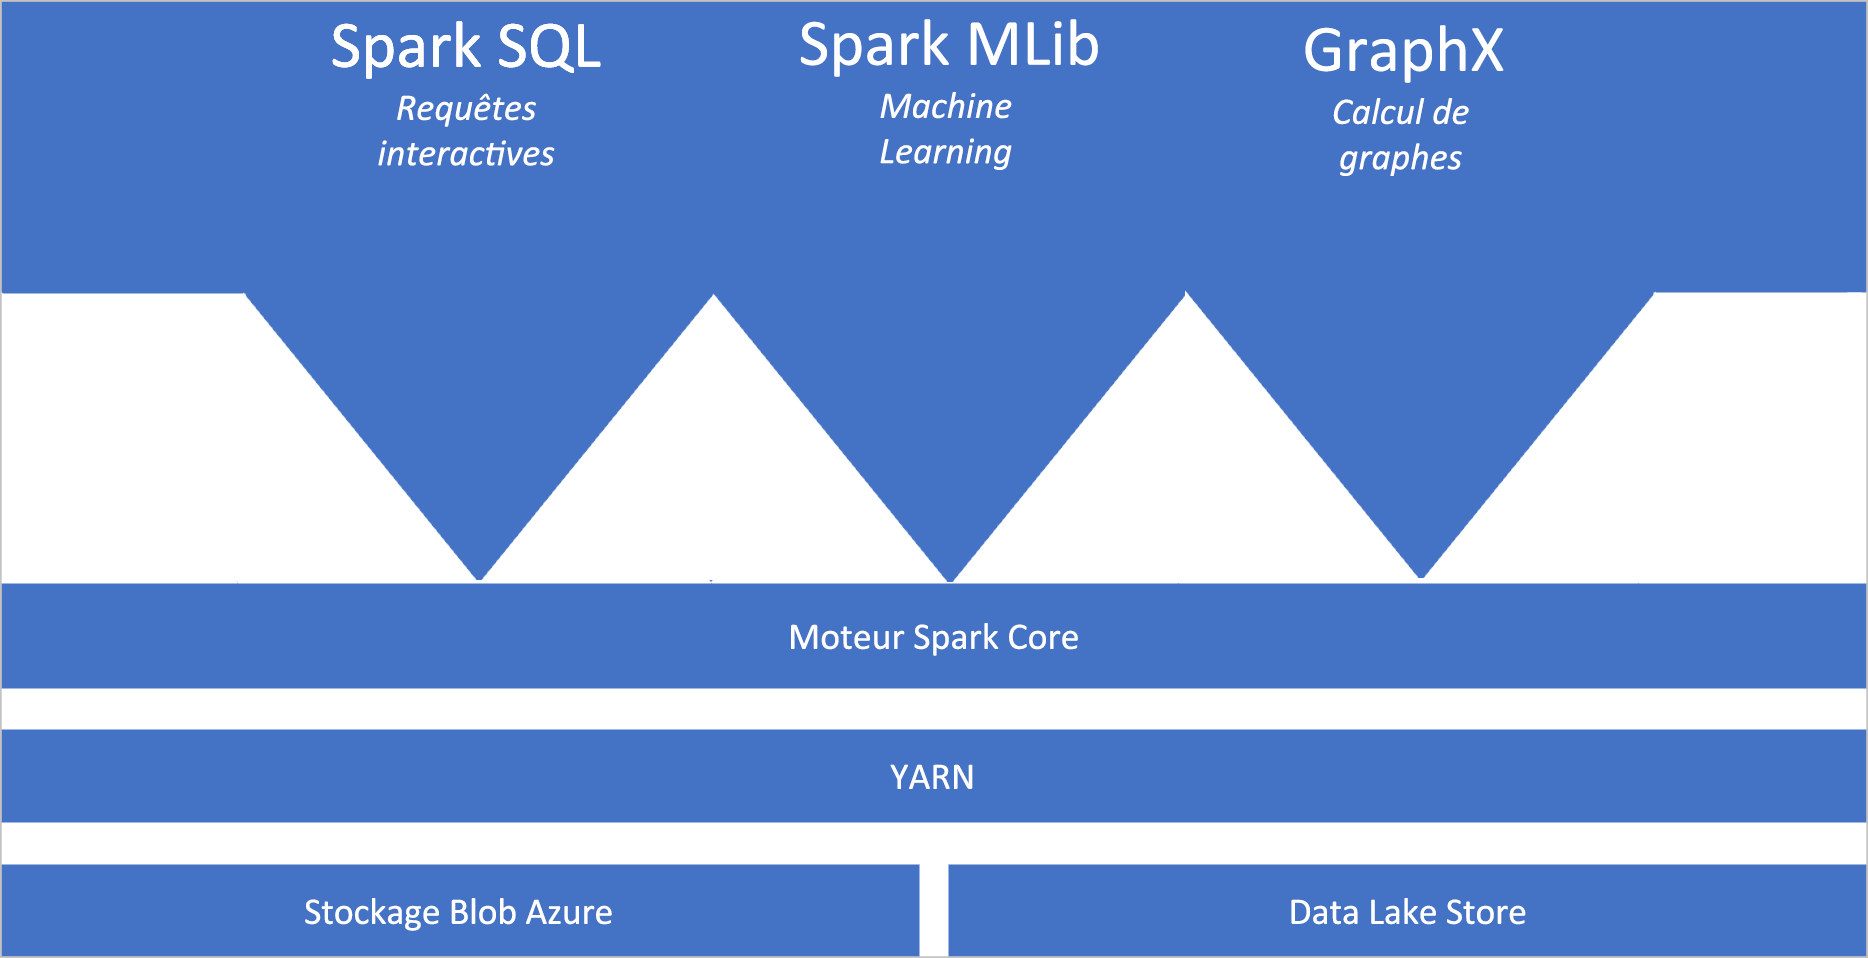 Spark SQL
Requêtes
interactives
Spark MLib
Machine
Learning
GraphX
Calcul de
graphes
Moteur Spark Core
YARN
Stockage Blob Azure
Data Lake Store